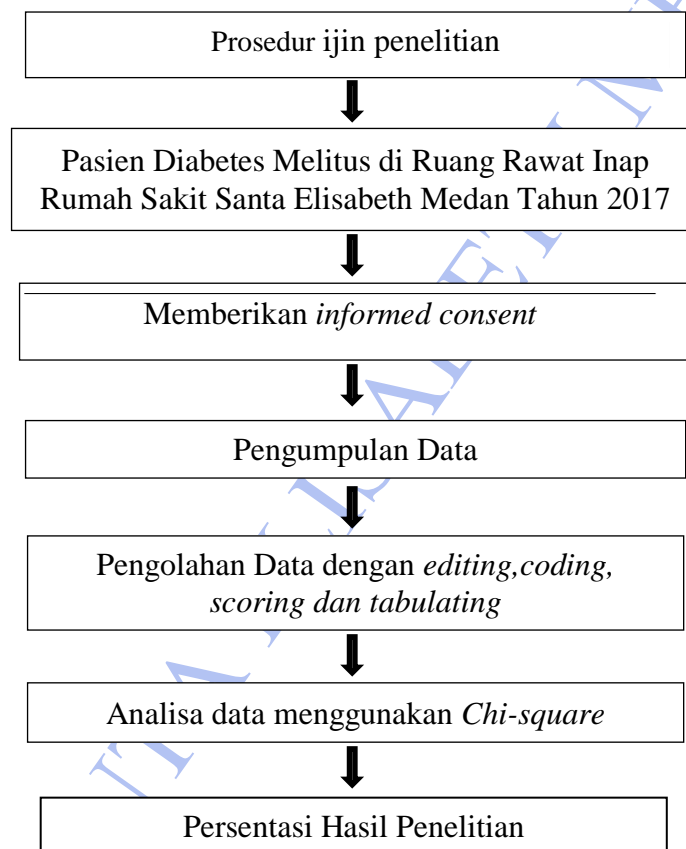 Prosedur ijin penelitian
Pasien Diabetes Melitus di Ruang Rawat Inap
Rumah Sakit Santa Elisabeth Medan Tahun 2017
Memberikan informed consent
Pengumpulan Data
Pengolahan Data dengan editing,coding,
scoring dan tabulating
Analisa data menggunakan Chi-square
Persentasi Hasil Penelitian